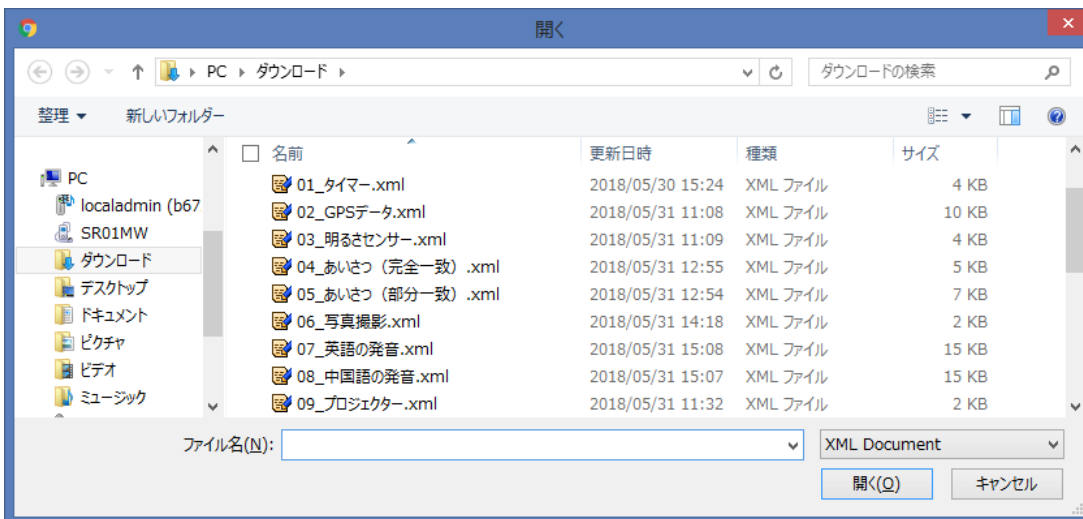 開く
PC ダウンロード ダウンロードの検索
整理 新しいフォルダー
名前 更新日時 種類 サイズ
PC
localadmin (b67
SR01MW
ダウンロード
デスクトップ
ドキュメント
ピクチャ
ビデオ
ミュージック
01_タイマー.xml 2018/05/30 15:24 XML ファイル 4 KB
02_GPSデータ.xml 2018/05/31 11:08 XML ファイル 10 KB
03_明るさセンサー.xml 2018/05/31 11:09 XML ファイル 4 KB
04_あいさつ（完全一致）.xml 2018/05/31 12:55 XML ファイル 5 KB
05_あいさつ（部分一致）.xml 2018/05/31 12:54 XML ファイル 7 KB
06_写真撮影.xml 2018/05/31 14:18 XML ファイル 2 KB
07_英語の発音.xml 2018/05/31 15:08 XML ファイル 15 KB
08_中国語の発音.xml 2018/05/31 15:07 XML ファイル 15 KB
09_プロジェクター.xml 2018/05/31 11:32 XML ファイル 2 KB
ファイル名(N): XML Document
開く(O) キャンセル